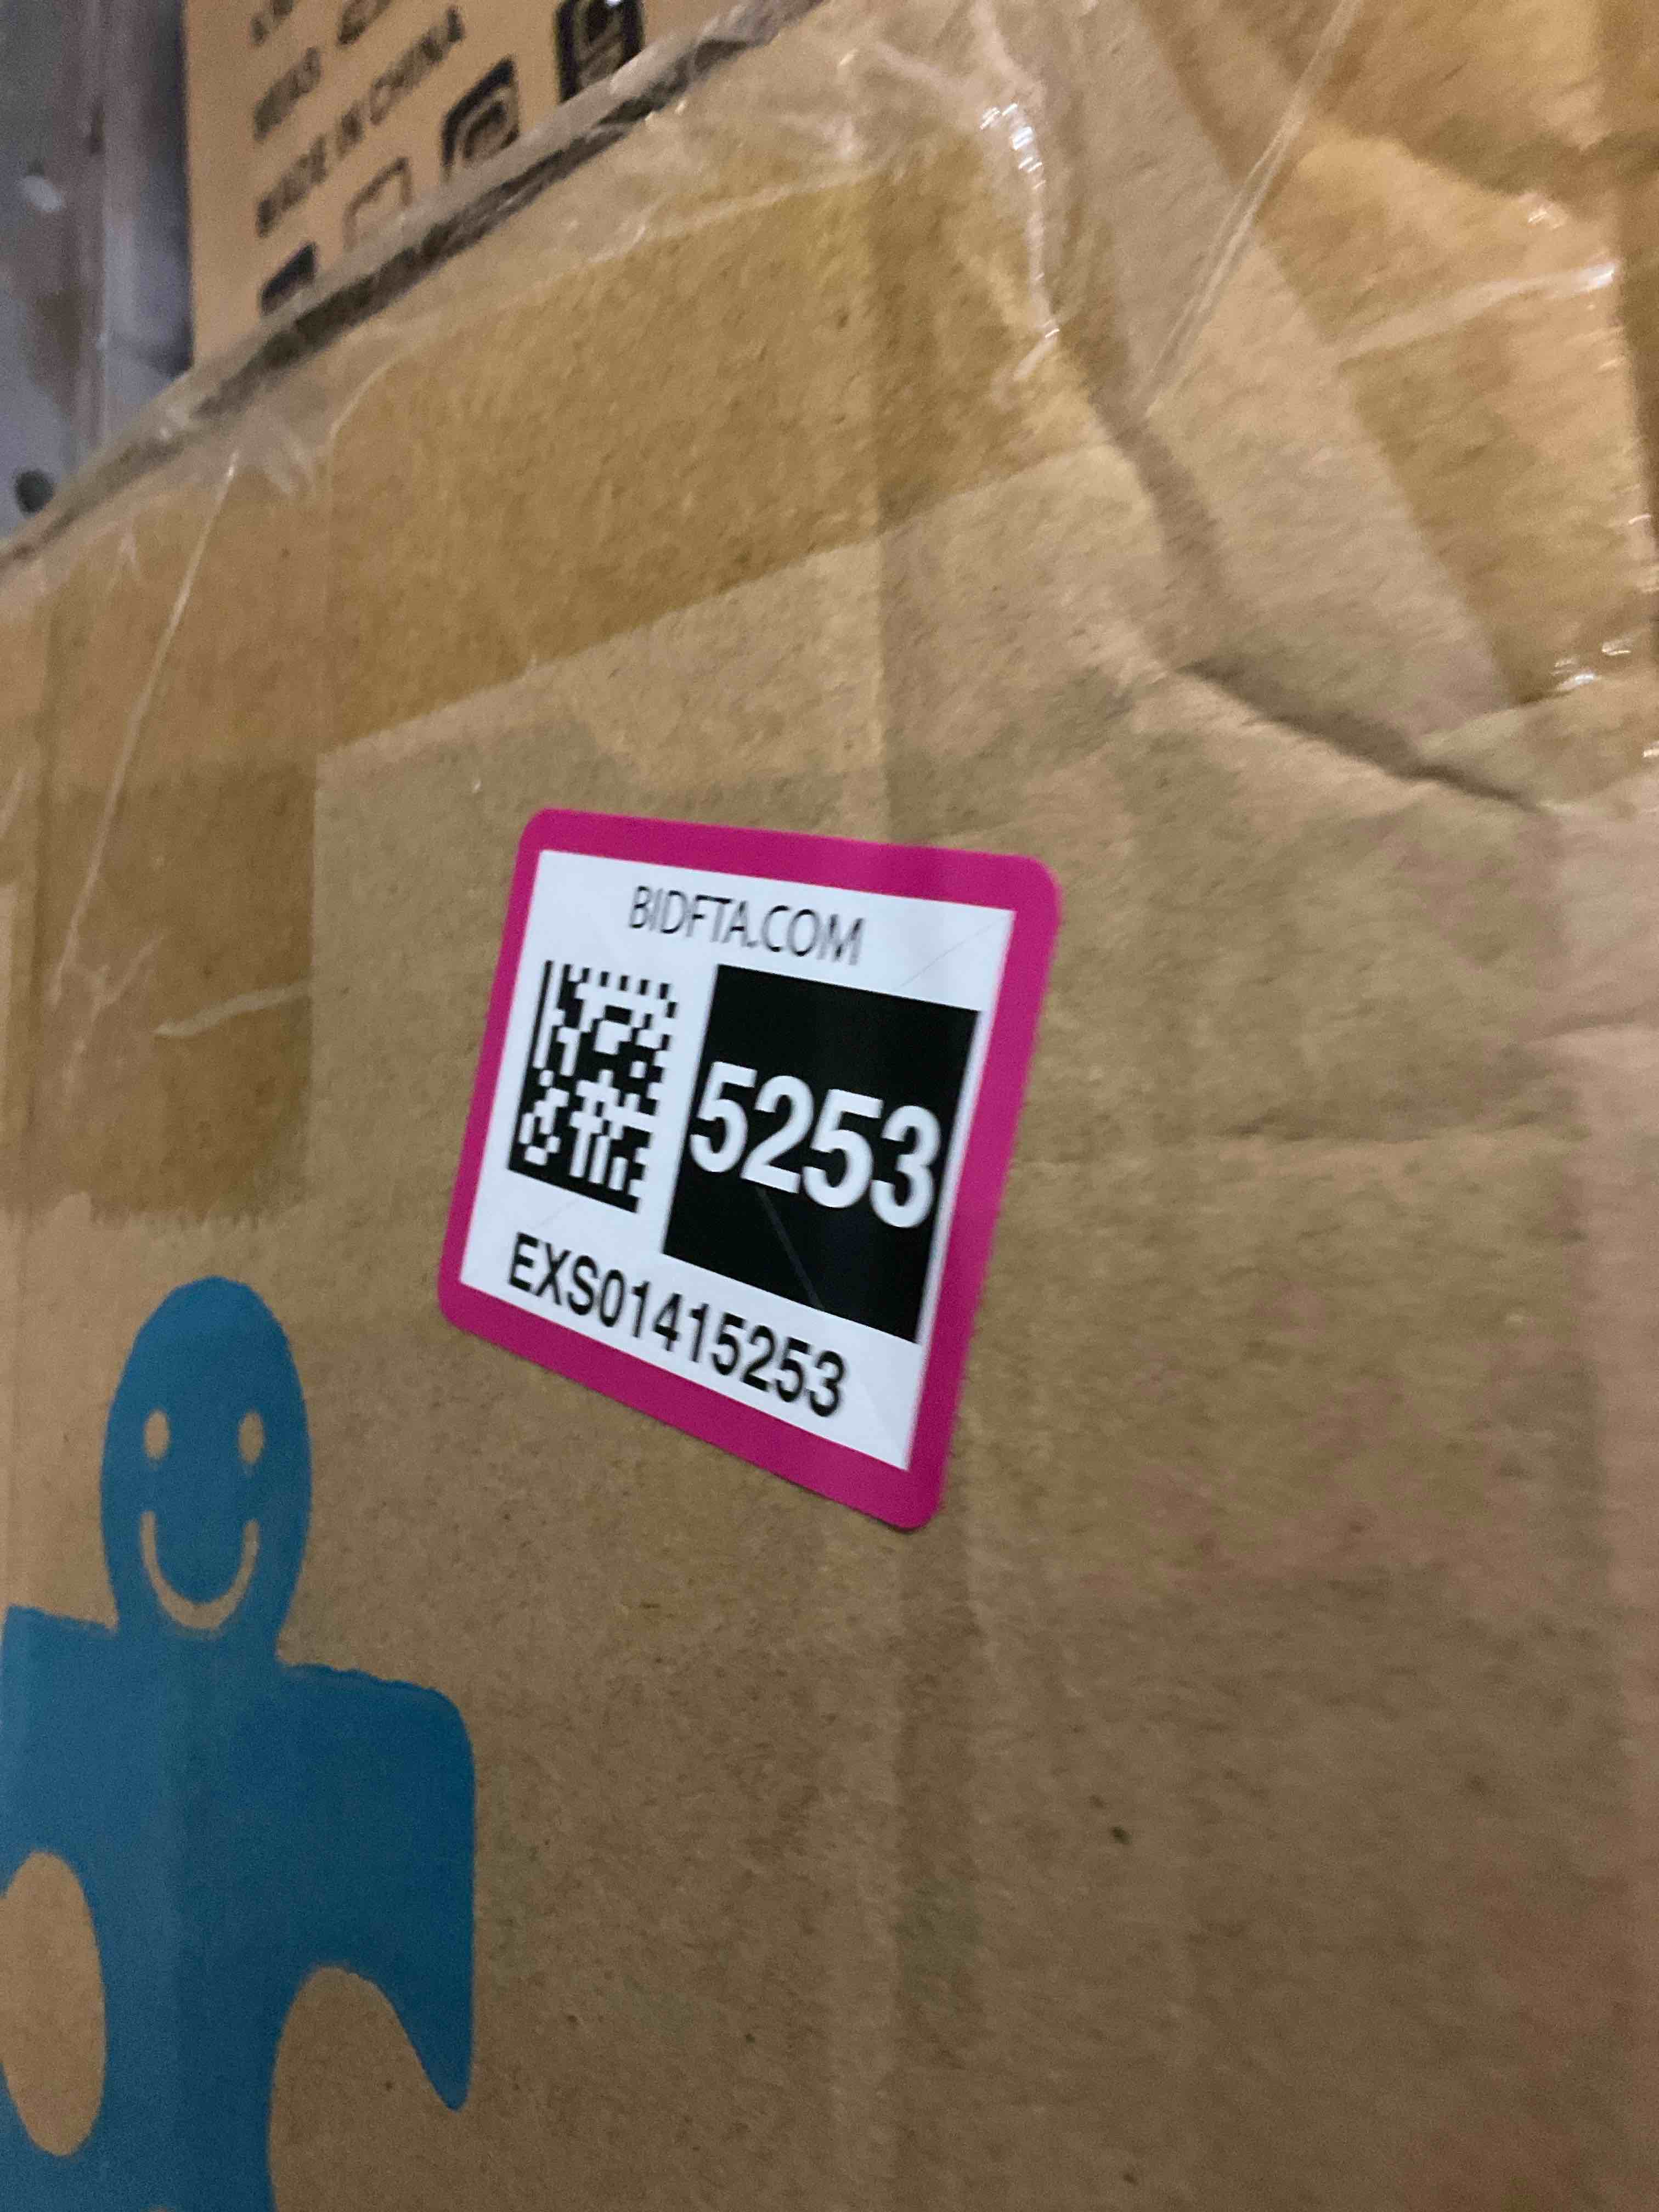 MADE IN CHINA
BIDFTA.COM
5253
EXS01415253